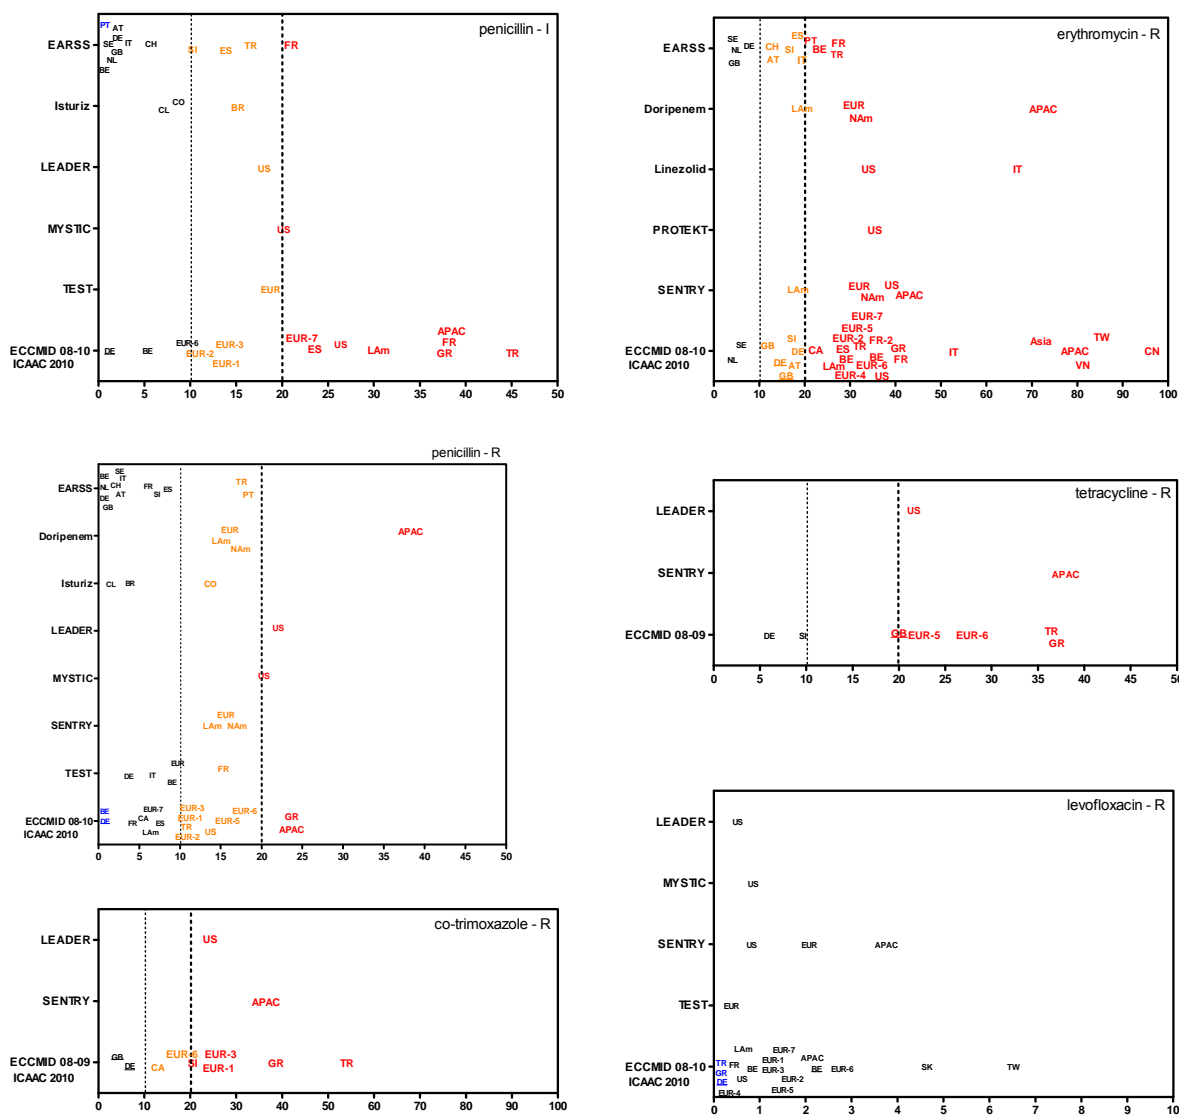 penicillin - I
EARSS
PT
AT
DE
SE
IT
CH
GB
NL
BE
SI
ES
TR
FR
Isturiz
CL
CO
BR
LEADER
US
MYSTIC
US
TEST
EUR
ECCMID 08-10
ICAAC 2010
DE
BE
EUR-6
EUR-2
EUR-3
EUR-1
EUR-7
ES
US
LAm
APAC
FR
GR
TR
0 5 10 15 20 25 30 35 40 45 50
erythromycin - R
EARSS
SE
NL
DE
GB
CH
AT
ES
SI
IT
PT
BE
FR
TR
Doripenem
LAm
EUR
NAm
APAC
Linezolid
US
IT
PROTEKT
US
SENTRY
LAm
EUR
NAm
US
APAC
ECCMID 08-10
ICAAC 2010
SE
NL
GB
SI
DE
DE
AT
GB
CA
EUR-7
EUR-5
EUR-2
FR-2
ES
TR
GR
BE
BE
FR
LAm
EUR-6
EUR-4
US
IT
Asia
TW
APAC
VN
CN
0 10 20 30 40 50 60 70 80 90 100
penicillin - R
EARSS
BE
SE
IT
NL
CH
DE
AT
GB
FR
SI
ES
TR
PT
Doripenem
EUR
LAm
NAm
APAC
Isturiz
CL
BR
CO
LEADER
US
MYSTIC
US
SENTRY
EUR
LAm
NAm
TEST
DE
IT
EUR
BE
FR
ECCMID 08-10
ICAAC 2010
BE
DE
EUR-7
CA
FR
ES
LAm
EUR-3
EUR-1
TR
EUR-2
US
EUR-5
EUR-6
GR
APAC
0 5 10 15 20 25 30 35 40 45 50
tetracycline - R
LEADER
US
SENTRY
APAC
ECCMID 08-09
DE
SI
GB
EUR-5
EUR-6
TR
GR
0 5 10 15 20 25 30 35 40 45 50
co-trimoxazole - R
LEADER
US
SENTRY
APAC
ECCMID 08-09
ICAAC 2010
GB
DE
CA
EUR-6
SI
EUR-3
EUR-1
GR
TR
0 10 20 30 40 50 60 70 80 90 100
levofloxacin - R
LEADER
US
MYSTIC
US
SENTRY
US
EUR
APAC
TEST
EUR
ECCMID 08-10
ICAAC 2010
TR
GR
DE
EUR-4
LAm
FR
BE
US
EUR-7
EUR-1
EUR-3
EUR-2
EUR-5
APAC
BE
EUR-6
SK
TW
0 1 2 3 4 5 6 7 8 9 10